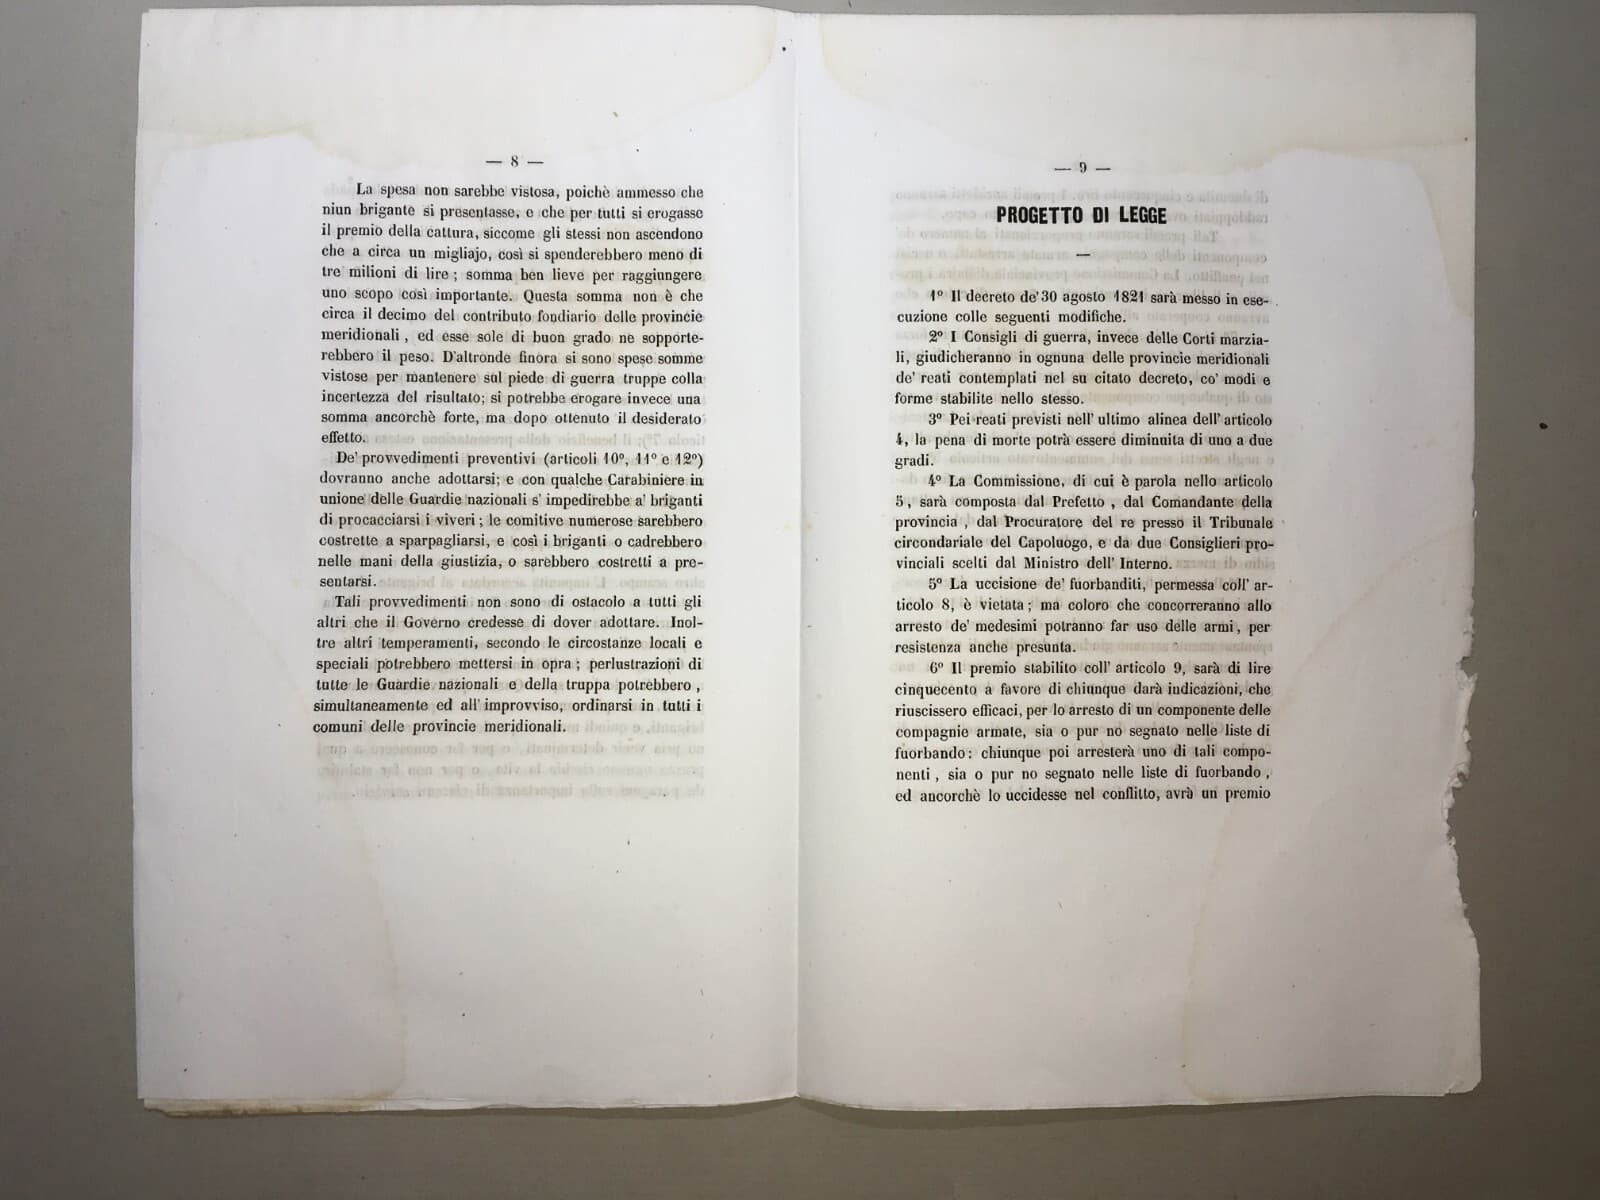 — 8 —
La spesa non sarebbe vistosa, poichè ammesso che
niun brigante si presentasse, e che per tutti si erogasse
il premio della cattura, siccome gli stessi non ascendono
che a circa un migliajo, così si spenderebbero meno di
tre milioni di lire ; somma ben lieve per raggiungere
uno scopo così importante. Questa somma non è che
circa il decimo del contributo fondiario delle provincie
meridionali , ed esse sole di buon grado ne sopporte-
rebbero il peso. D'altronde finora si sono spese somme
vistose per mantenere sul piede di guerra truppe colla
incertezza del risultato; si potrebbe erogare invece una
somma ancorchè forte, ma dopo ottenuto il desiderato
effetto.
De' provvedimenti preventivi (articoli 10º, 11º e 12º)
dovranno anche adottarsi; e con qualche Carabiniere in
unione delle Guardie nazionali s' impedirebbe a' briganti
di procacciarsi i viveri ; le comitive numerose sarebbero
costrette a sparpagliarsi, e così i briganti o cadrebbero
nelle mani della giustizia, o sarebbero costretti a pre-
sentarsi.
Tali provvedimenti non sono di ostacolo a tutti gli
altri che il Governo credesse di dover adottare. Inol-
tre altri temperamenti, secondo le circostanze locali e
speciali potrebbero mettersi in opra ; perlustrazioni di
tutte le Guardie nazionali e della truppa potrebbero ,
simultaneamente ed all' improvviso, ordinarsi in tutti i
comuni delle provincie meridionali.
— 9 —
PROGETTO DI LEGGE
—
1º Il decreto de' 30 agosto 1821 sarà messo in ese-
cuzione colle seguenti modifiche.
2º I Consigli di guerra, invece delle Corti marzia-
li, giudicheranno in ognuna delle provincie meridionali
de' reati contemplati nel su citato decreto, co' modi e
forme stabilite nello stesso.
3º Pei reati previsti nell' ultimo alinea dell' articolo
4, la pena di morte potrà essere diminuita di uno a due
gradi.
4º La Commissione, di cui è parola nello articolo
5 , sarà composta dal Prefetto , dal Comandante della
provincia , dal Procuratore del re presso il Tribunale
circondariale del Capoluogo, e da due Consiglieri pro-
vinciali scelti dal Ministro dell' Interno.
5º La uccisione de' fuorbanditi, permessa coll' ar-
ticolo 8, è vietata ; ma coloro che concorreranno allo
arresto de' medesimi potranno far uso delle armi , per
resistenza anche presunta.
6º Il premio stabilito coll' articolo 9, sarà di lire
cinquecento a favore di chiunque darà indicazioni, che
riuscissero efficaci, per lo arresto di un componente delle
compagnie armate, sia o pur no segnato nelle liste di
fuorbando : chiunque poi arresterà uno di tali compo-
nenti , sia o pur no segnato nelle liste di fuorbando ,
ed ancorchè lo uccidesse nel conflitto, avrà un premio